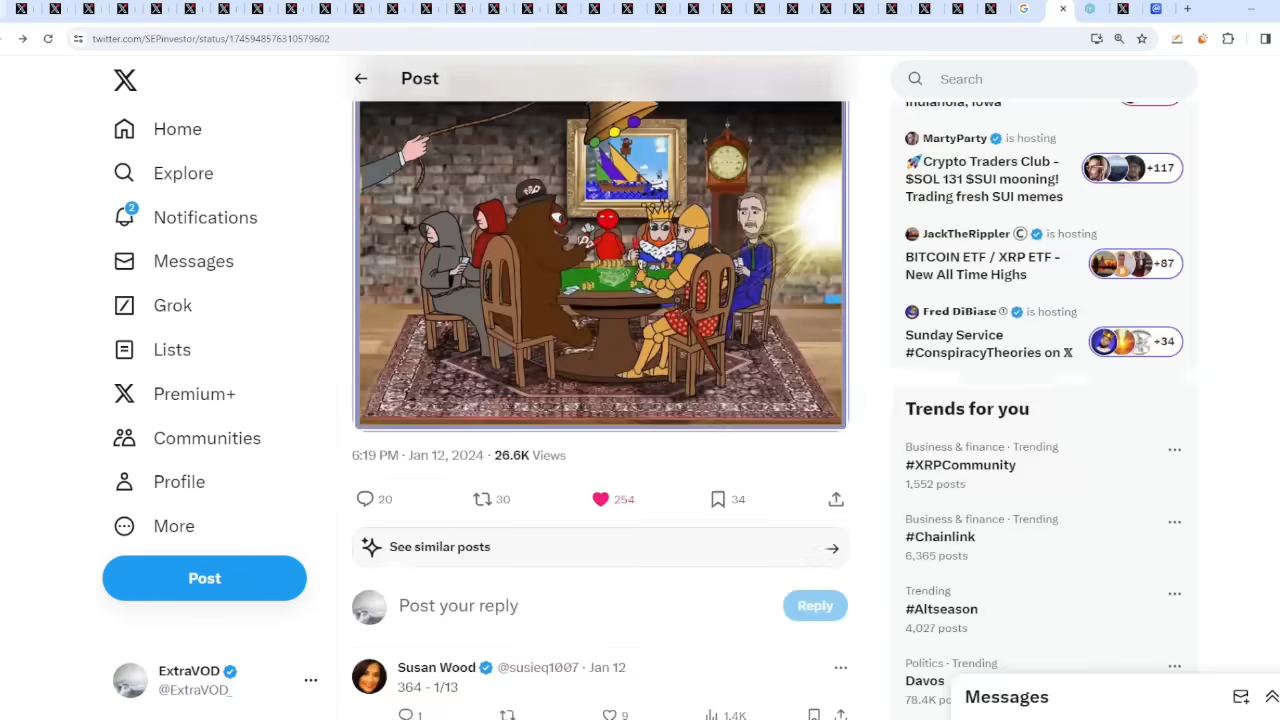 twitter.com/SEPinvestor/status/1745948576310579602
Post
Search
Home
Explore
2
Notifications
Messages
Grok
Lists
Premium+
Communities
Profile
More
Post
ExtraVOD
@ExtraVOD_
6:19 PM · Jan 12, 2024 · 26.6K Views
20
30
254
34
See similar posts
Post your reply
Reply
Susan Wood @susieq1007 · Jan 12
364 - 1/13
1
9
1.4K
Indianola, Iowa
MartyParty is hosting
🚀Crypto Traders Club -
$SOL 131 $SUI mooning!
Trading fresh SUI memes
+117
JackTheRippler © is hosting
BITCOIN ETF / XRP ETF -
New All Time Highs
+87
Fred DiBiase is hosting
Sunday Service
#ConspiracyTheories on 𝕏
+34
Trends for you
Business & finance · Trending
#XRPCommunity
1,552 posts
Business & finance · Trending
#Chainlink
6,365 posts
Trending
#Altseason
4,027 posts
Politics · Trending
Davos
78.4K
Messages